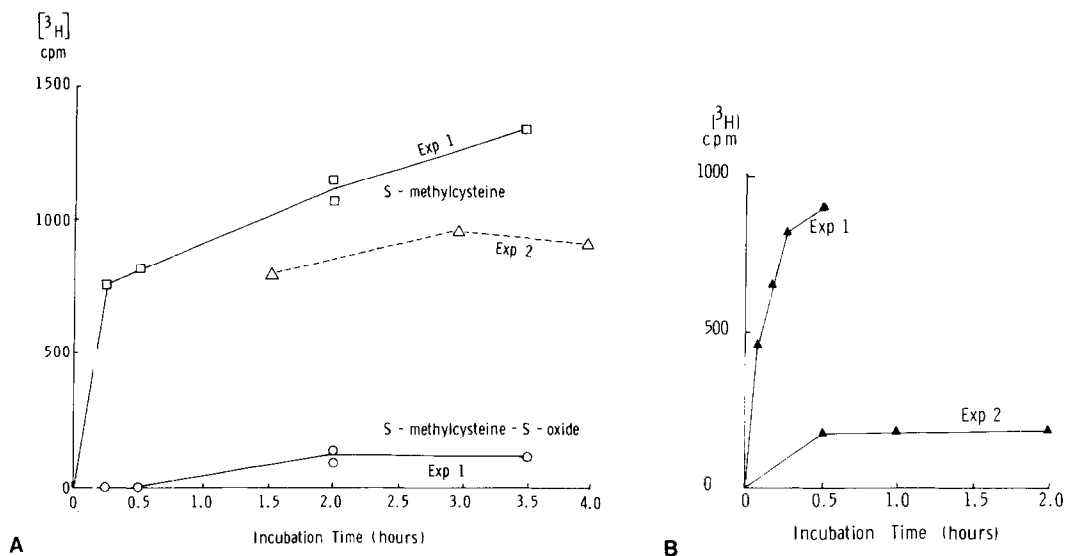 [³H]
cpm
1500
1000
500
0
Exp 1
S - methylcysteine
Exp 2
S - methylcysteine - S - oxide
Exp 1
0 0.5 1.0 1.5 2.0 2.5 3.0 3.5 4.0
Incubation Time (hours)
A
[³H)
cpm
1000
500
0
Exp 1
Exp 2
0 0.5 1.0 2.0
Incubation Time (hours)
B